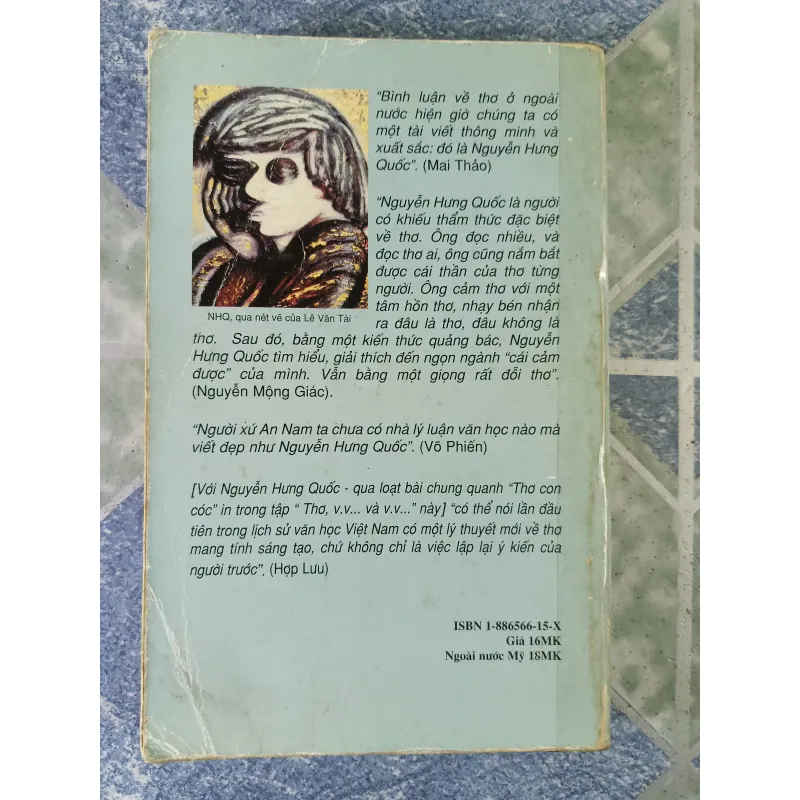 “Bình luận về thơ ở ngoài
nước hiện giờ chúng ta có
một tài viết thông minh và
xuất sắc: đó là Nguyễn Hưng
Quốc”. (Mai Thảo)
“Nguyễn Hưng Quốc là người
có khiếu thẩm thức đặc biệt
về thơ. Ông đọc nhiều, và
đọc thơ ai, ông cũng nắm bắt
được cái thần của thơ từng
người. Ông cảm thơ với một
tâm hồn thơ, nhạy bén nhận
NHQ, qua nét vẽ của Lê Văn Tài
ra đâu là thơ, đâu không là
thơ. Sau đó, bằng một kiến thức quảng bác, Nguyễn
Hưng Quốc tìm hiểu, giải thích đến ngọn ngành “cái cảm
được” của mình. Vẫn bằng một giọng rất đỗi thơ”.
(Nguyễn Mộng Giác).
“Người xứ An Nam ta chưa có nhà lý luận văn học nào mà
viết đẹp như Nguyễn Hưng Quốc”. (Võ Phiến)
[Với Nguyễn Hưng Quốc - qua loạt bài chung quanh “Thơ con
cóc” in trong tập “ Thơ, v.v... và v.v...” này] “có thể nói lần đầu
tiên trong lịch sử văn học Việt Nam có một lý thuyết mới về thơ
mang tính sáng tạo, chứ không chỉ là việc lập lại ý kiến của
người trước”. (Hợp Lưu)
ISBN 1-886566-15-X
Giá 16MK
Ngoài nước Mỹ 18MK